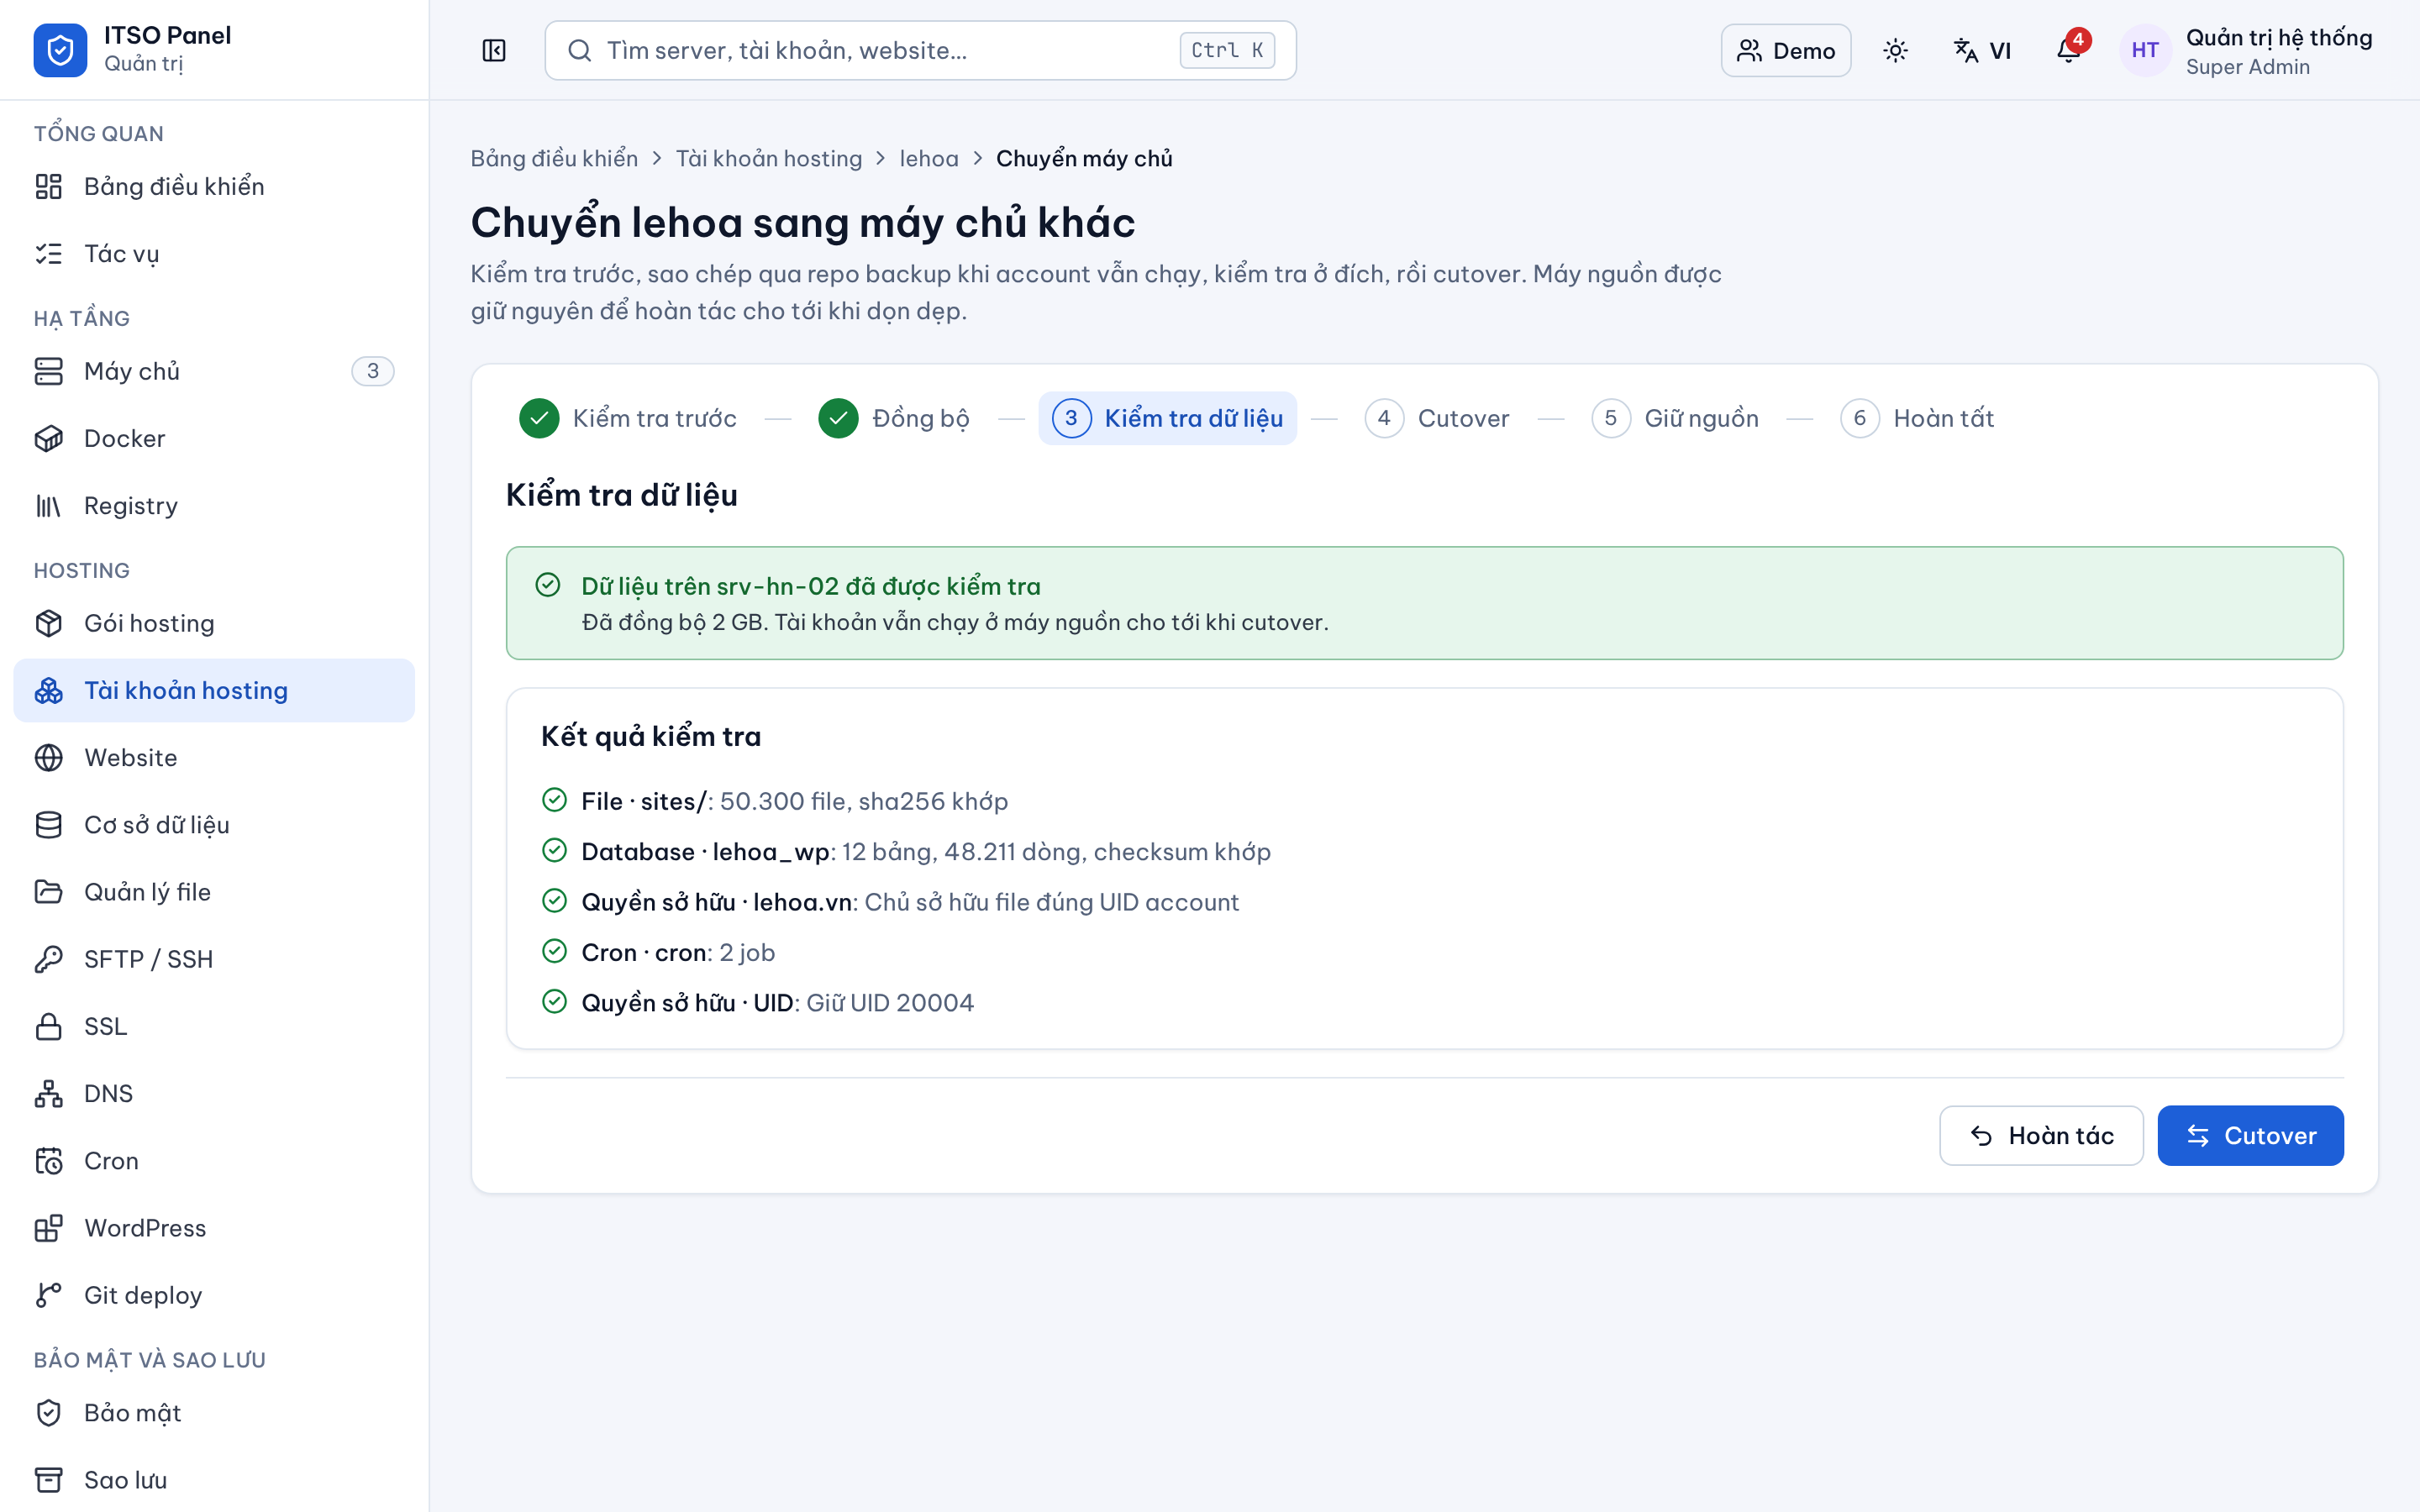 ITSO Panel
Quản trị
Tìm server, tài khoản, website...
Ctrl K
Demo
VI
4
HT
Quản trị hệ thống
Super Admin
TỔNG QUAN
Bảng điều khiển
Tác vụ
HẠ TẦNG
Máy chủ
3
Docker
Registry
HOSTING
Gói hosting
Tài khoản hosting
Website
Cơ sở dữ liệu
Quản lý file
SFTP / SSH
SSL
DNS
Cron
WordPress
Git deploy
BẢO MẬT VÀ SAO LƯU
Bảo mật
Sao lưu
Bảng điều khiển > Tài khoản hosting > lehoa > Chuyển máy chủ
Chuyển lehoa sang máy chủ khác
Kiểm tra trước, sao chép qua repo backup khi account vẫn chạy, kiểm tra ở đích, rồi cutover. Máy nguồn được
giữ nguyên để hoàn tác cho tới khi dọn dẹp.
Kiểm tra trước — Đồng bộ — 3 Kiểm tra dữ liệu — 4 Cutover — 5 Giữ nguồn — 6 Hoàn tất
Kiểm tra dữ liệu
Dữ liệu trên srv-hn-02 đã được kiểm tra
Đã đồng bộ 2 GB. Tài khoản vẫn chạy ở máy nguồn cho tới khi cutover.
Kết quả kiểm tra
File · sites/: 50.300 file, sha256 khớp
Database · lehoa_wp: 12 bảng, 48.211 dòng, checksum khớp
Quyền sở hữu · lehoa.vn: Chủ sở hữu file đúng UID account
Cron · cron: 2 job
Quyền sở hữu · UID: Giữ UID 20004
Hoàn tác
Cutover